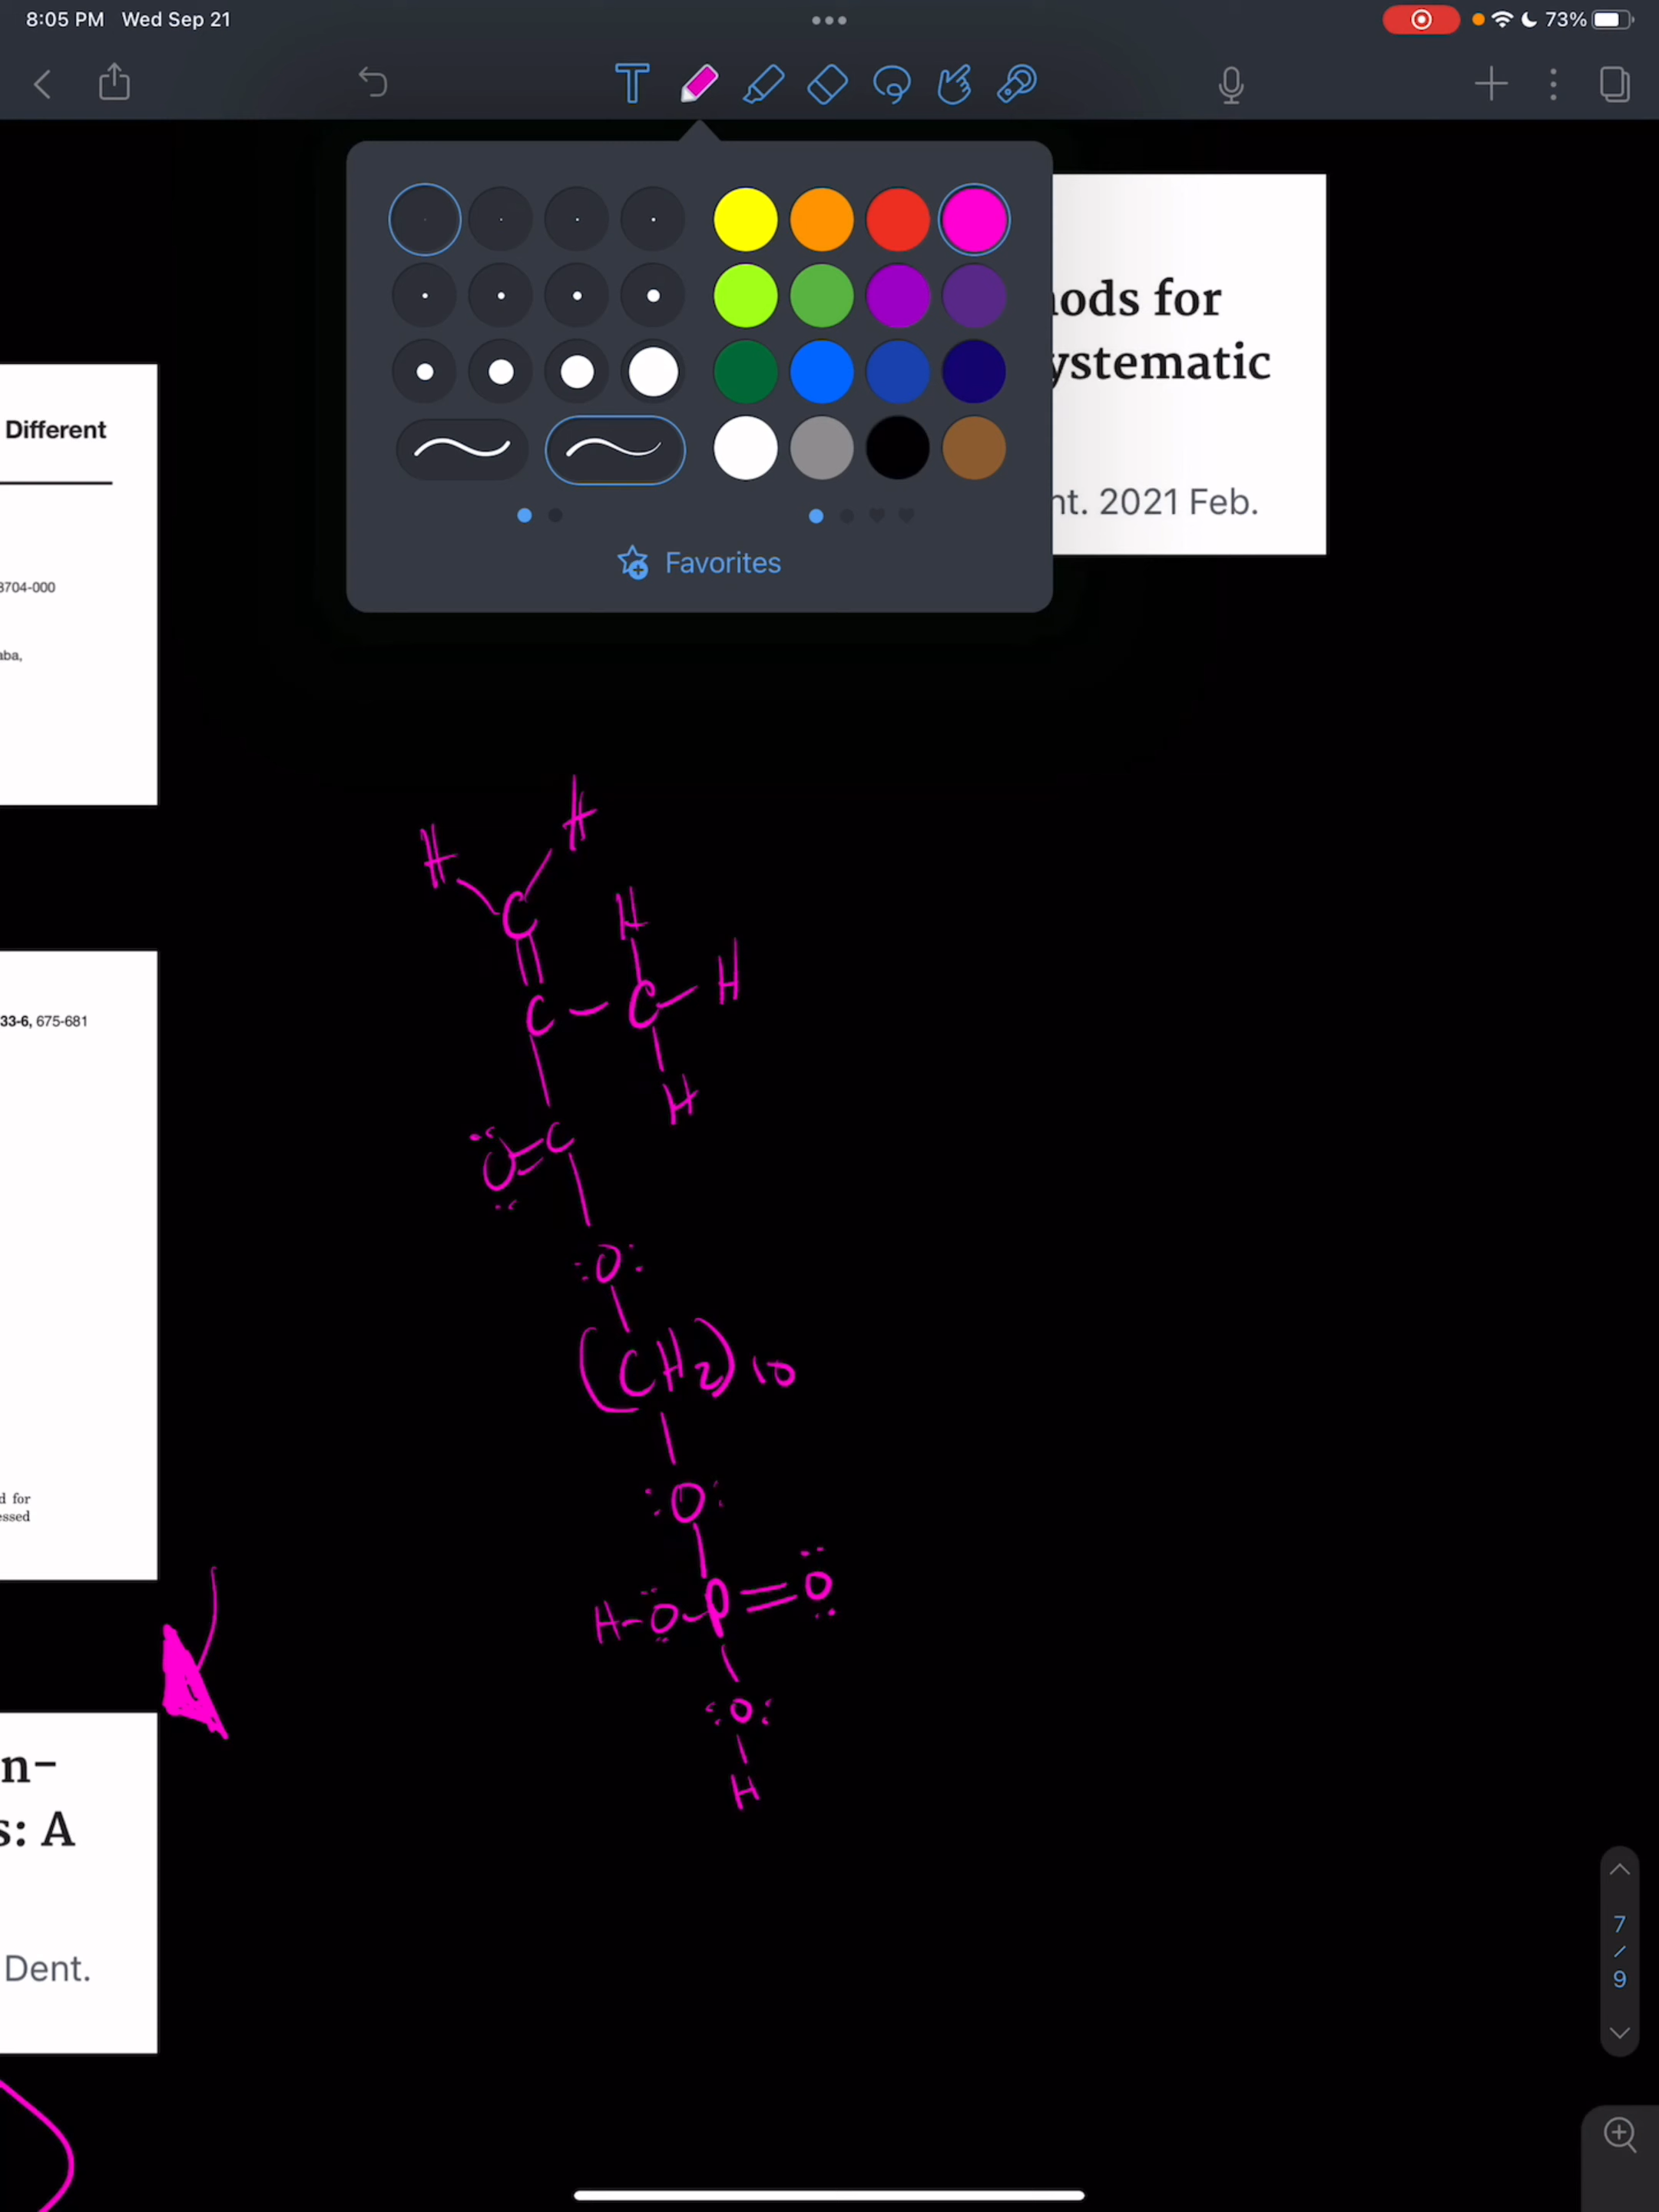 8:05 PM Wed Sep 21
73%
T
Favorites
ods for
ystematic
nt. 2021 Feb.
Different
3704-000
aba,
33-6, 675-681
d for
essed
n-
s: A
Dent.
H H
C H
C - C - H
H
O = C
:O:
(CH2)10
:O:
H-O-P=O
:O:
H
7
/
9